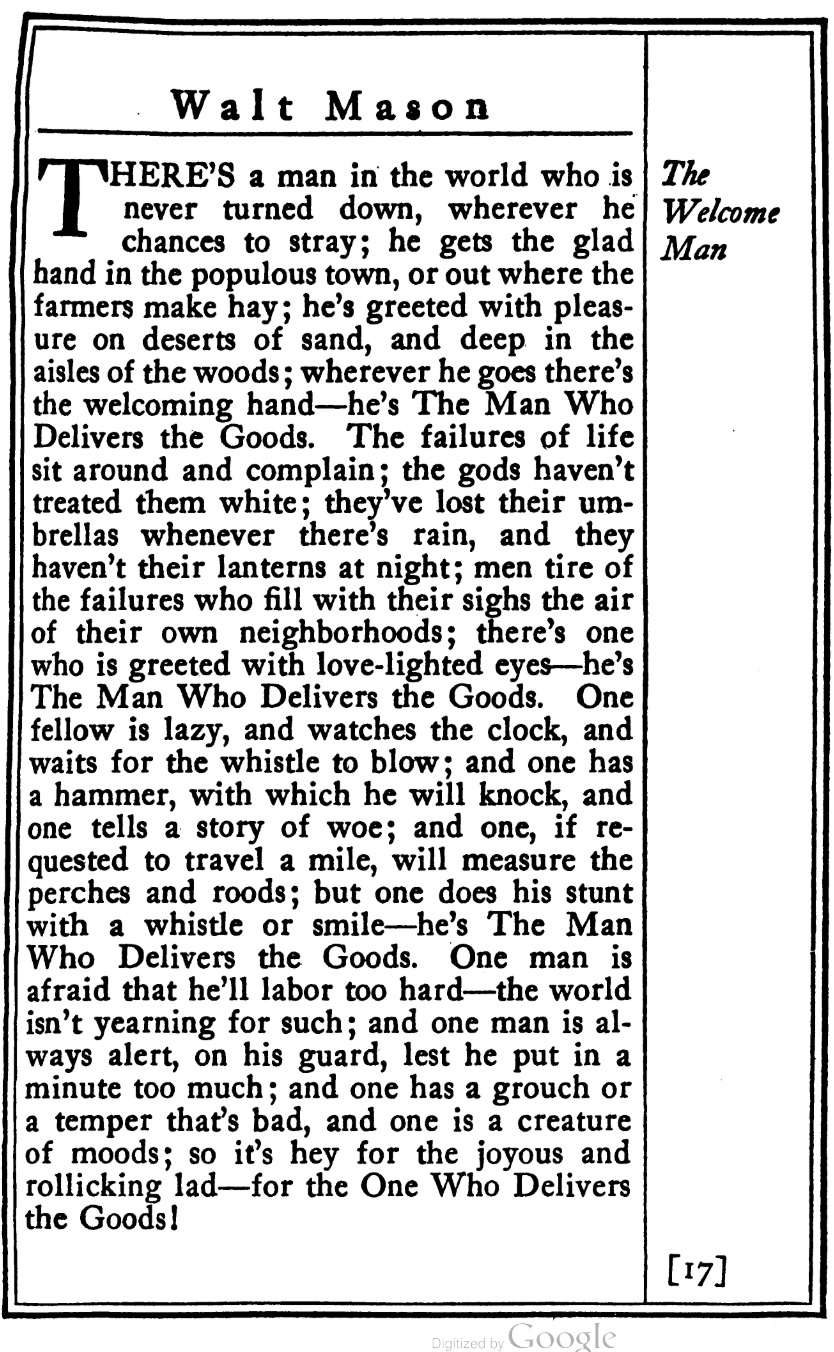 Walt Mason
THERE'S a man in the world who is
never turned down, wherever he
chances to stray; he gets the glad
hand in the populous town, or out where the
farmers make hay; he's greeted with pleas-
ure on deserts of sand, and deep in the
aisles of the woods; wherever he goes there's
the welcoming hand—he's The Man Who
Delivers the Goods. The failures of life
sit around and complain; the gods haven't
treated them white; they've lost their um-
brellas whenever there's rain, and they
haven't their lanterns at night; men tire of
the failures who fill with their sighs the air
of their own neighborhoods; there's one
who is greeted with love-lighted eyes—he's
The Man Who Delivers the Goods. One
fellow is lazy, and watches the clock, and
waits for the whistle to blow; and one has
a hammer, with which he will knock, and
one tells a story of woe; and one, if re-
quested to travel a mile, will measure the
perches and roods; but one does his stunt
with a whistle or smile—he's The Man
Who Delivers the Goods. One man is
afraid that he'll labor too hard—the world
isn't yearning for such; and one man is al-
ways alert, on his guard, lest he put in a
minute too much; and one has a grouch or
a temper that's bad, and one is a creature
of moods; so it's hey for the joyous and
rollicking lad—for the One Who Delivers
the Goods!
The
Welcome
Man
[17]
Digitized by Google